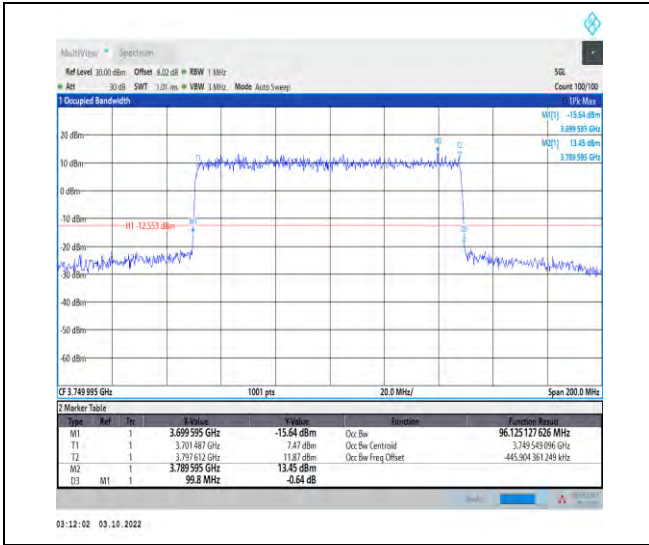 MultiView Spectrum
Ref Level 30.00 dBm Offset 8.02 dB RBW 1 MHz SGL
Att 30 dB SWT 1.01 ms VBW 3 MHz Mode Auto Sweep Count 100/100
1 Occupied Bandwidth 1Pk Max
M1[1] -15.64 dBm
3.699 595 GHz
M2[1] 13.45 dBm
3.789 595 GHz
20 dBm
M2
T2
T1
10 dBm
0 dBm
-10 dBm
M1
H1 -12.553 dBm
D3
-20 dBm
-30 dBm
-40 dBm
-50 dBm
-60 dBm
CF 3.749 995 GHz 1001 pts 20.0 MHz/ Span 200.0 MHz
2 Marker Table
Type Ref Trc X-Value Y-Value Function Function Result
M1 1 3.699 595 GHz -15.64 dBm Occ Bw 96.125 127 626 MHz
T1 1 3.701 487 GHz 7.47 dBm Occ Bw Centroid 3.749 549 096 GHz
T2 1 3.797 612 GHz 11.87 dBm Occ Bw Freq Offset -445.904 361 249 kHz
M2 1 3.789 595 GHz 13.45 dBm
D3 M1 1 99.8 MHz -0.64 dB
03:12:02 03.10.2022